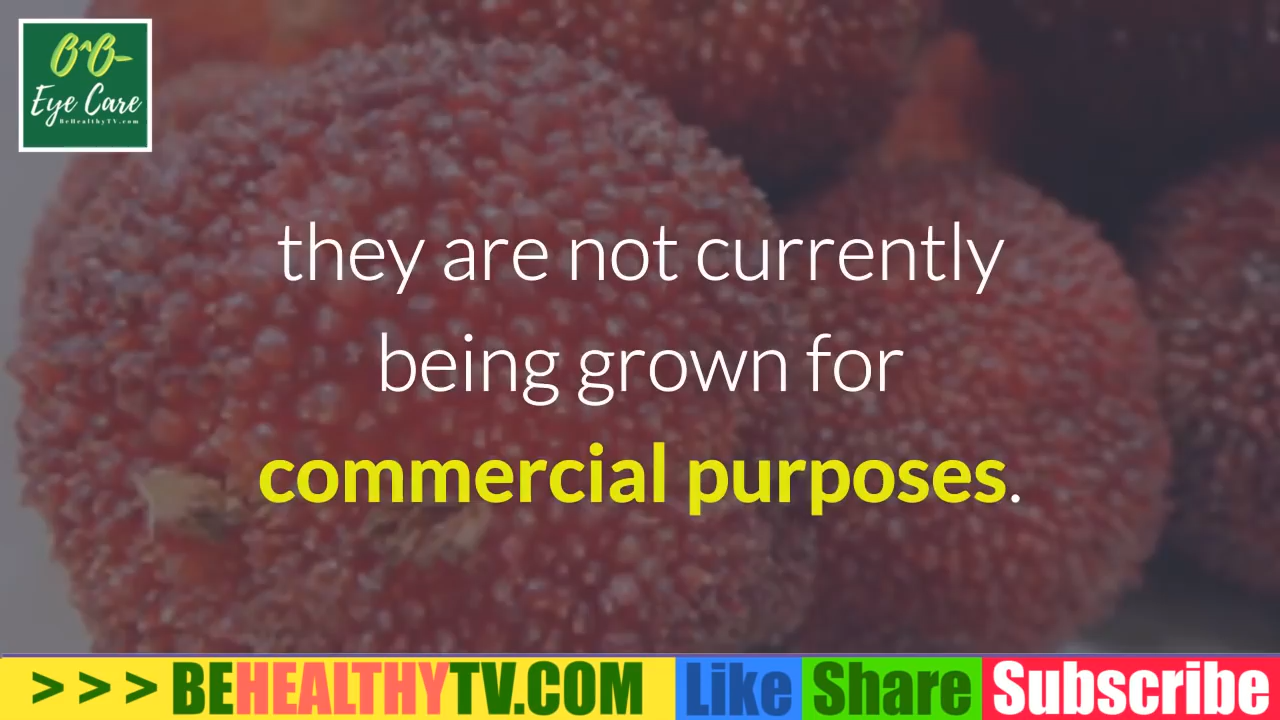 Eye Care
BeHealthyTV.com
they are not currently
being grown for
commercial purposes.
> > > BEHEALTHYTV.COM Like Share Subscribe